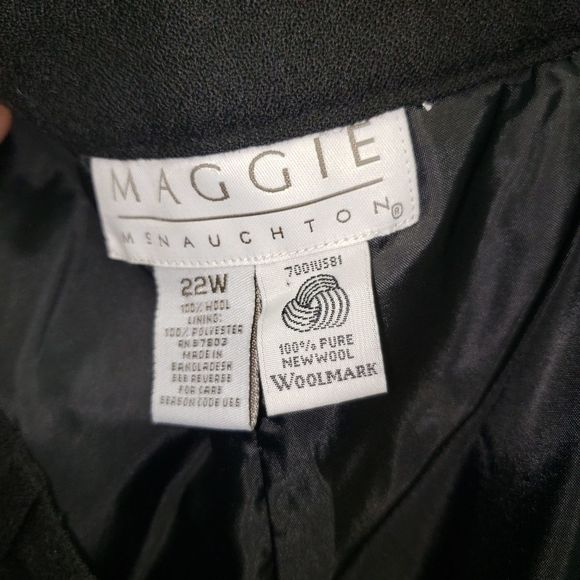 MAGGIE
McNAUGHTON®
22W
100% WOOL
LINING:
100% POLYESTER
RN 87803
MADE IN
BANGLADESH
SEE REVERSE
FOR CARE
SEASON CODE U55
7001US81
100% PURE
NEW WOOL
WOOLMARK